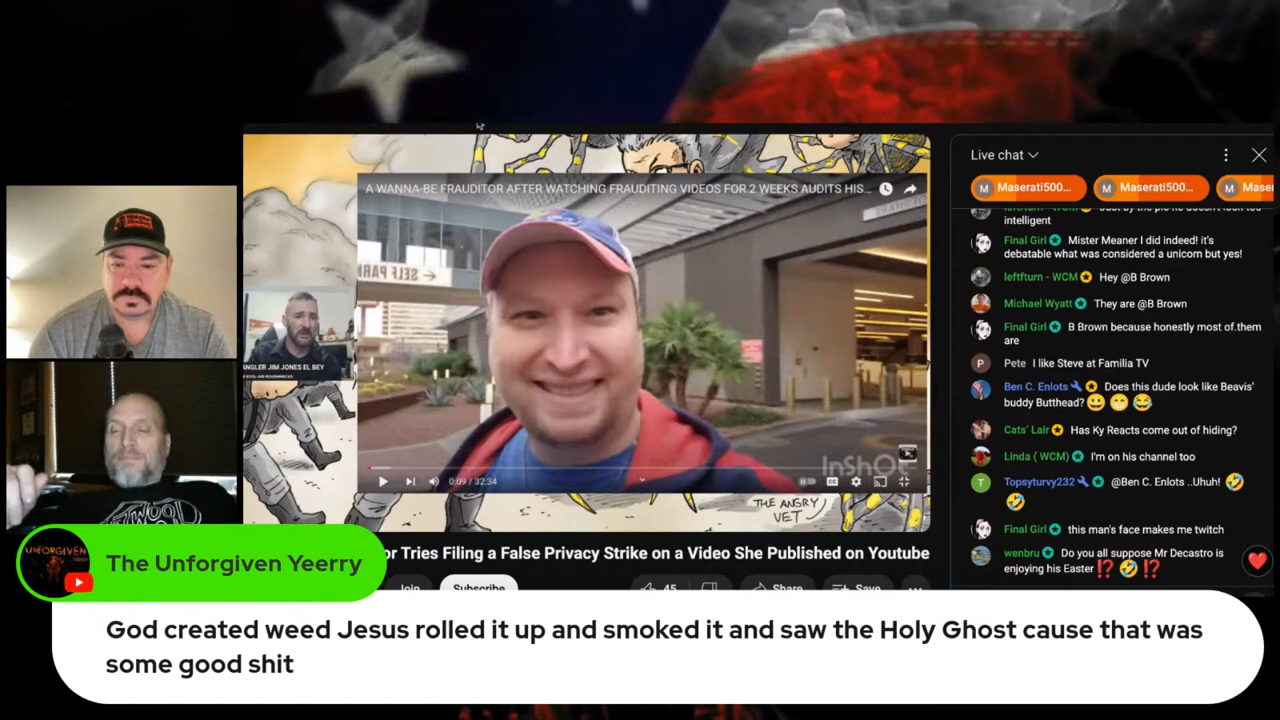 A WANNA-BE FRAUDITOR AFTER WATCHING FRAUDITING VIDEOS FOR 2 WEEKS AUDITS HIS...
SELF PARK
ANGLER JIM JONES EL BEY
0:09 / 32:34
InShOt
THE ANGRY
VET
or Tries Filing a False Privacy Strike on a Video She Published on Youtube
Join
Subscribe
45
Share
Save
Live chat
M Maserati500...
M Maserati500...
M Maser
intelligent
Final Girl Mister Meaner I did indeed! it's
debatable what was considered a unicorn but yes!
leftfturn - WCM Hey @B Brown
Michael Wyatt They are @B Brown
Final Girl B Brown because honestly most of.them
are
P Pete I like Steve at Familia TV
Ben C. Enlots Does this dude look like Beavis'
buddy Butthead? 😀 😁 😂
Cats' Lair Has Ky Reacts come out of hiding?
Linda ( WCM) I'm on his channel too
T Topsyturvy232 @Ben C. Enlots ..Uhuh! 🤣
🤣
Final Girl this man's face makes me twitch
wenbru Do you all suppose Mr Decastro is
enjoying his Easter ⁉️ 🤣 ⁉️
UNFORGIVEN
The Unforgiven Yeerry
God created weed Jesus rolled it up and smoked it and saw the Holy Ghost cause that was
some good shit